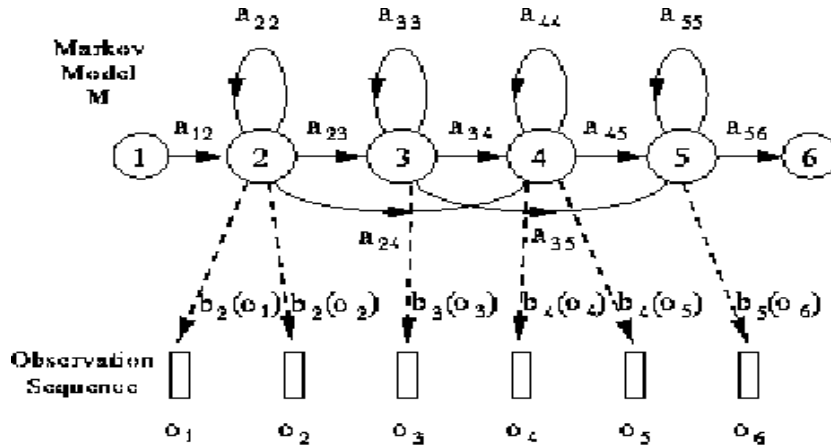 a22 a33 a44 a55
Markov
Model
M
a12 a23 a34 a45 a56
1 2 3 4 5 6
a24 a35
b2(o1) b2(o2) b3(o3) b4(o4) b4(o5) b5(o6)
Observation
Sequence
o1 o2 o3 o4 o5 o6